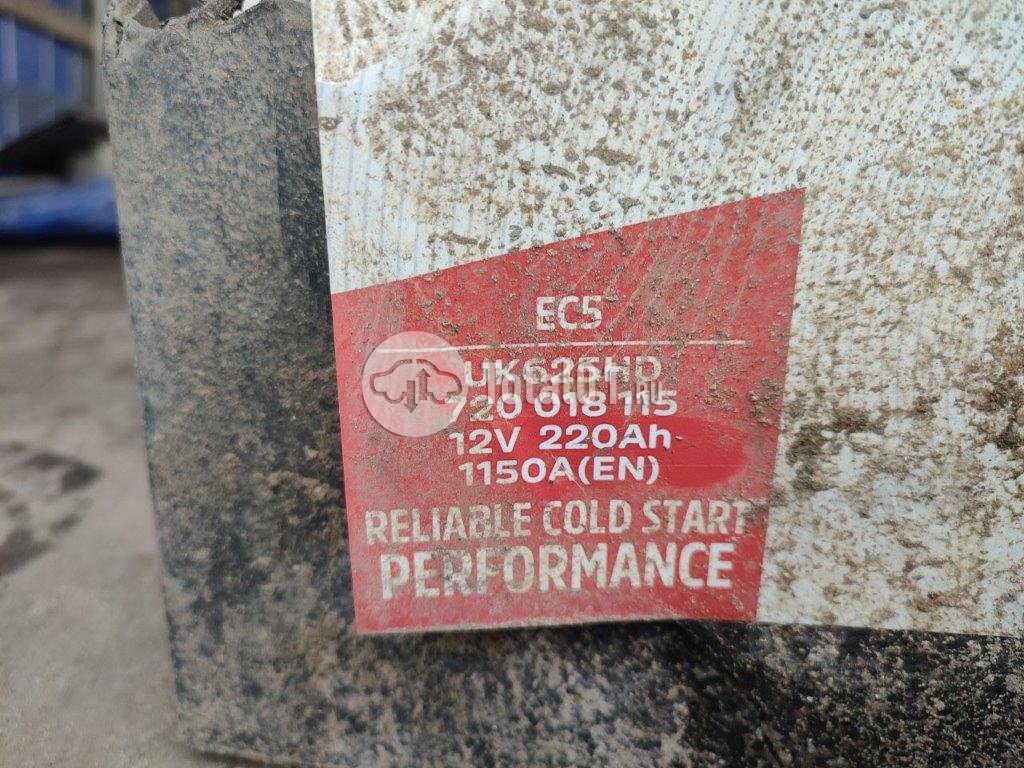 EC5
UK625HD
720 018 115
12V 220Ah
1150A(EN)
RELIABLE COLD START
PERFORMANCE